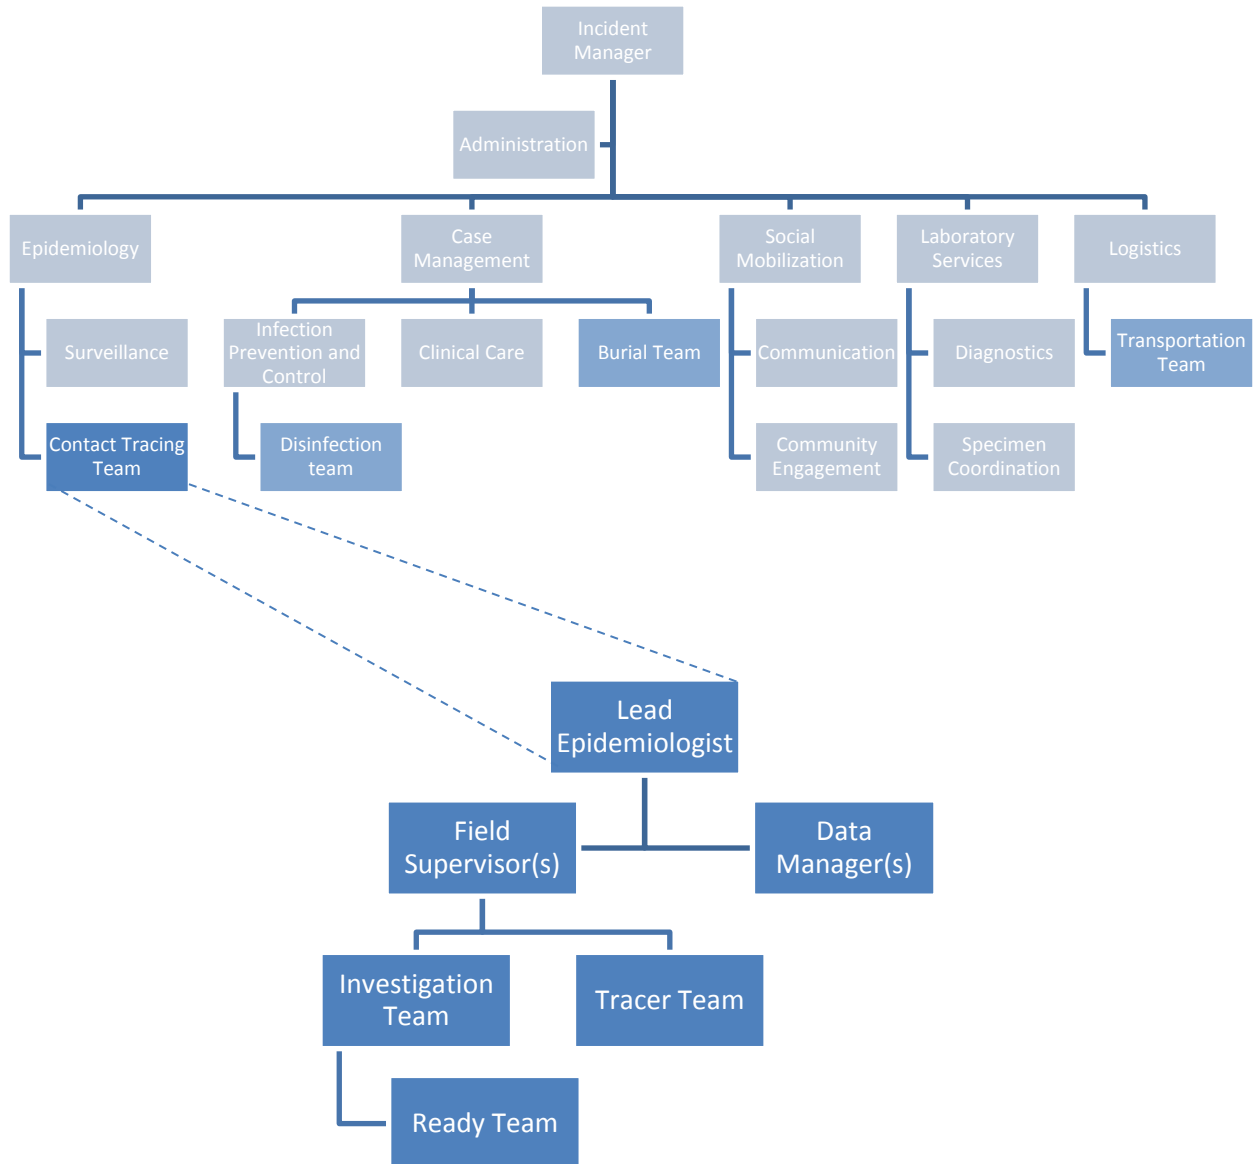 Incident
Manager
Administration
Epidemiology
Case
Management
Social
Mobilization
Laboratory
Services
Logistics
Surveillance
Infection
Prevention and
Control
Clinical Care
Burial Team
Communication
Diagnostics
Transportation
Team
Contact Tracing
Team
Disinfection
team
Community
Engagement
Specimen
Coordination
Lead
Epidemiologist
Field
Supervisor(s)
Data
Manager(s)
Investigation
Team
Tracer Team
Ready Team